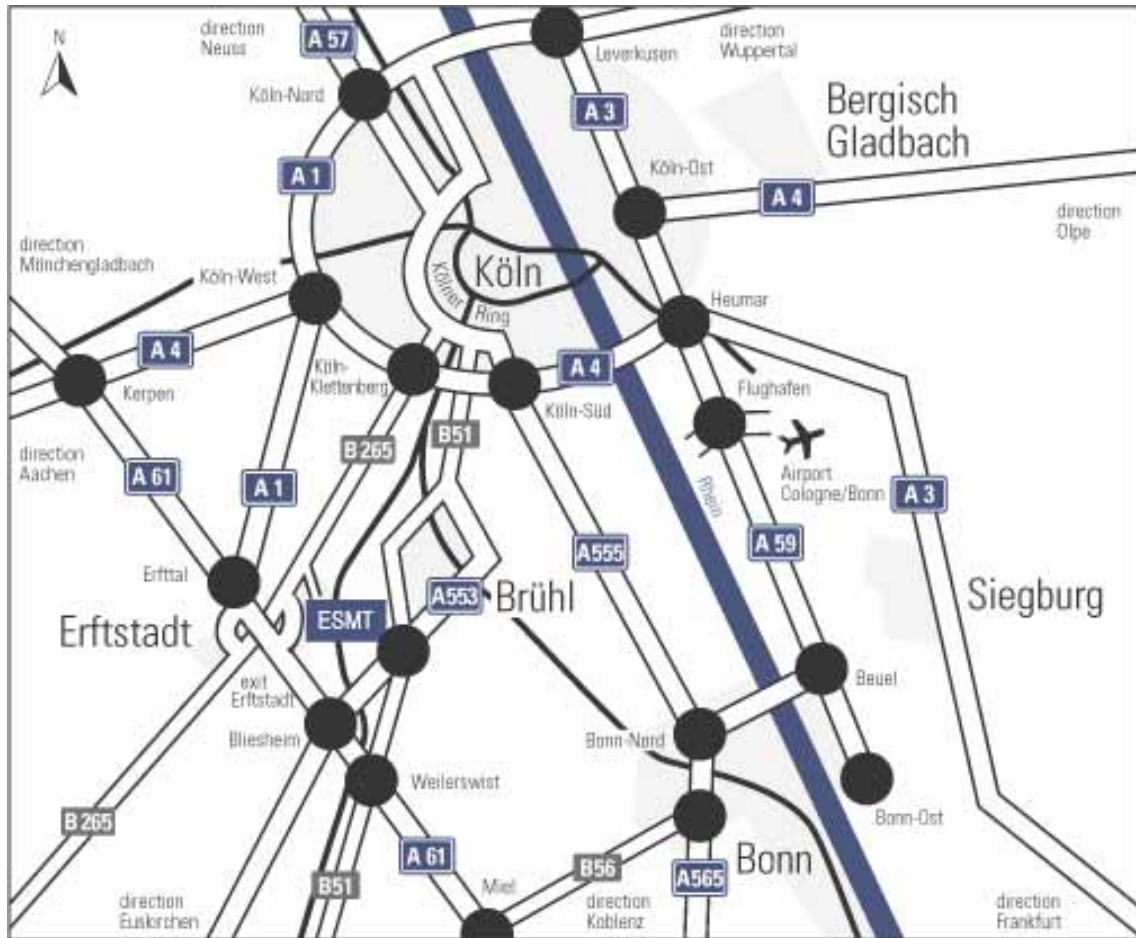 N
direction
Neuss
A 57
Leverkusen
direction
Wuppertal
Köln-Nord
A 3
Bergisch
Gladbach
A 1
Köln-Ost
A 4
direction
Olpe
direction
Mönchengladbach
Köln-West
Köln
Kölner
Ring
Heumar
A 4
Kerpen
Köln-
Klettenberg
A 4
Köln-Süd
Flughafen
B 265
B51
direction
Aachen
A 61
A 1
Rhein
Airport
Cologne/Bonn
A 3
A555
A 59
Erfttal
A553
Brühl
Siegburg
ESMT
Erftstadt
exit
Erftstadt
Bliesheim
Beuel
Bonn-Nord
Weilerswist
Bonn-Ost
B 265
A 61
B56
Bonn
B51
Miel
A565
direction
Euskirchen
direction
Koblenz
direction
Frankfurt